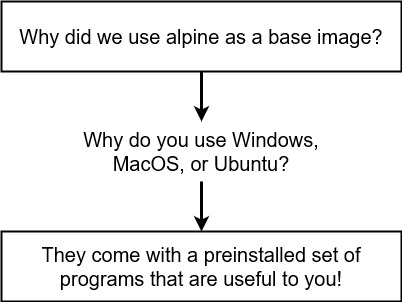 Why did we use alpine as a base image?
Why do you use Windows,
MacOS, or Ubuntu?
They come with a preinstalled set of
programs that are useful to you!